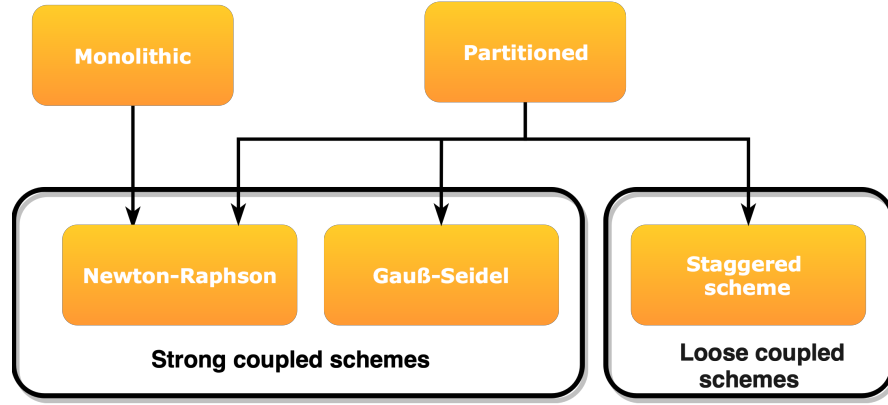 Monolithic
Partitioned
Newton-Raphson
Gauß-Seidel
Staggered
scheme
Strong coupled schemes
Loose coupled
schemes